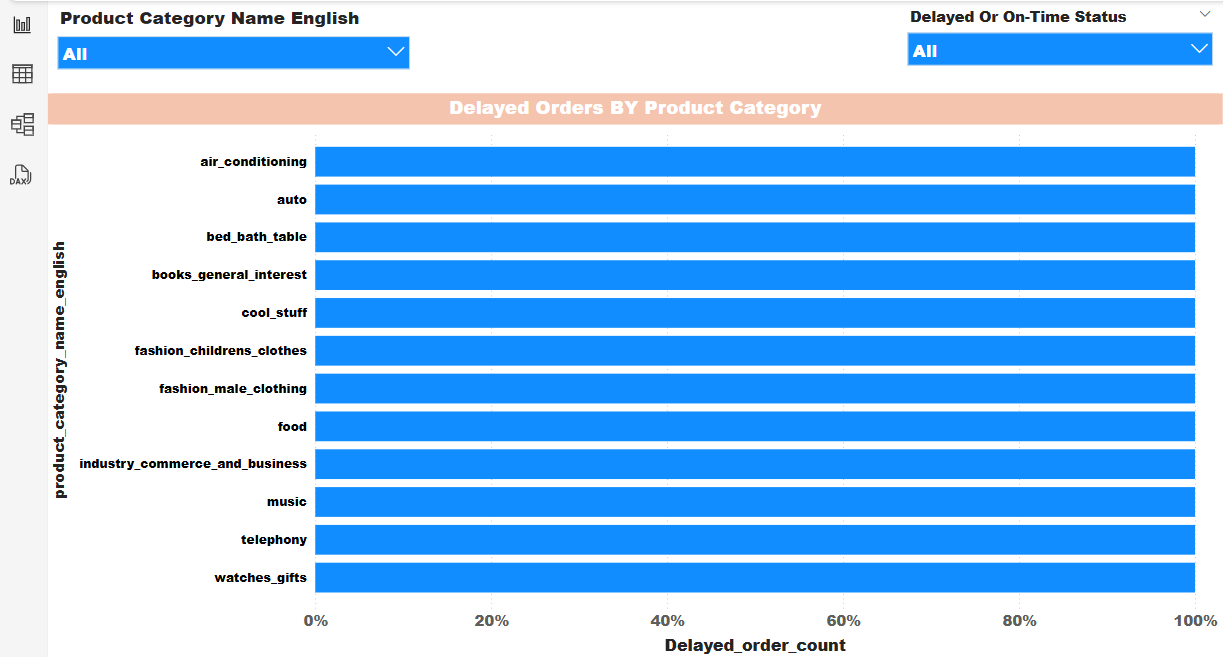 Product Category Name English
All
Delayed Or On-Time Status
All
Delayed Orders BY Product Category
product_category_name_english
air_conditioning
auto
bed_bath_table
books_general_interest
cool_stuff
fashion_childrens_clothes
fashion_male_clothing
food
industry_commerce_and_business
music
telephony
watches_gifts
0% 20% 40% 60% 80% 100%
Delayed_order_count
DAX